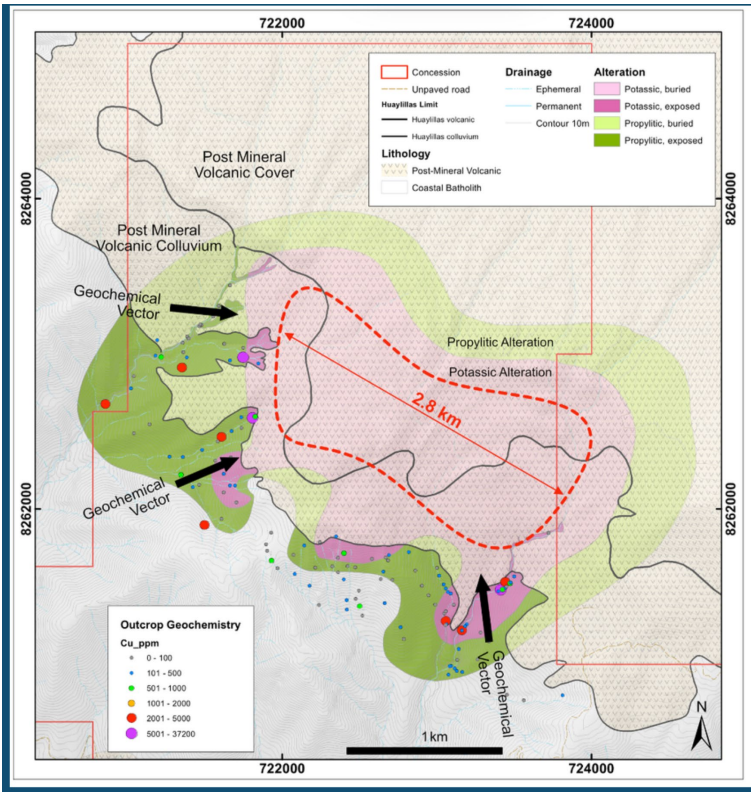 722000
724000
Concession
Unpaved road
Huaylillas Limit
Huaylillas volcanic
Huaylillas colluvium
Lithology
Post-Mineral Volcanic
Coastal Batholith
Drainage
Ephemeral
Permanent
Contour 10m
Alteration
Potassic, buried
Potassic, exposed
Propylitic, buried
Propylitic, exposed
8264000
8264000
Post Mineral
Volcanic Cover
Post Mineral
Volcanic Colluvium
Geochemical
Vector
Propylitic Alteration
Potassic Alteration
2.8 km
Geochemical
Vector
8262000
8262000
Geochemical
Vector
Outcrop Geochemistry
Cu_ppm
0 - 100
101 - 500
501 - 1000
1001 - 2000
2001 - 5000
5001 - 37200
1 km
N
722000
724000